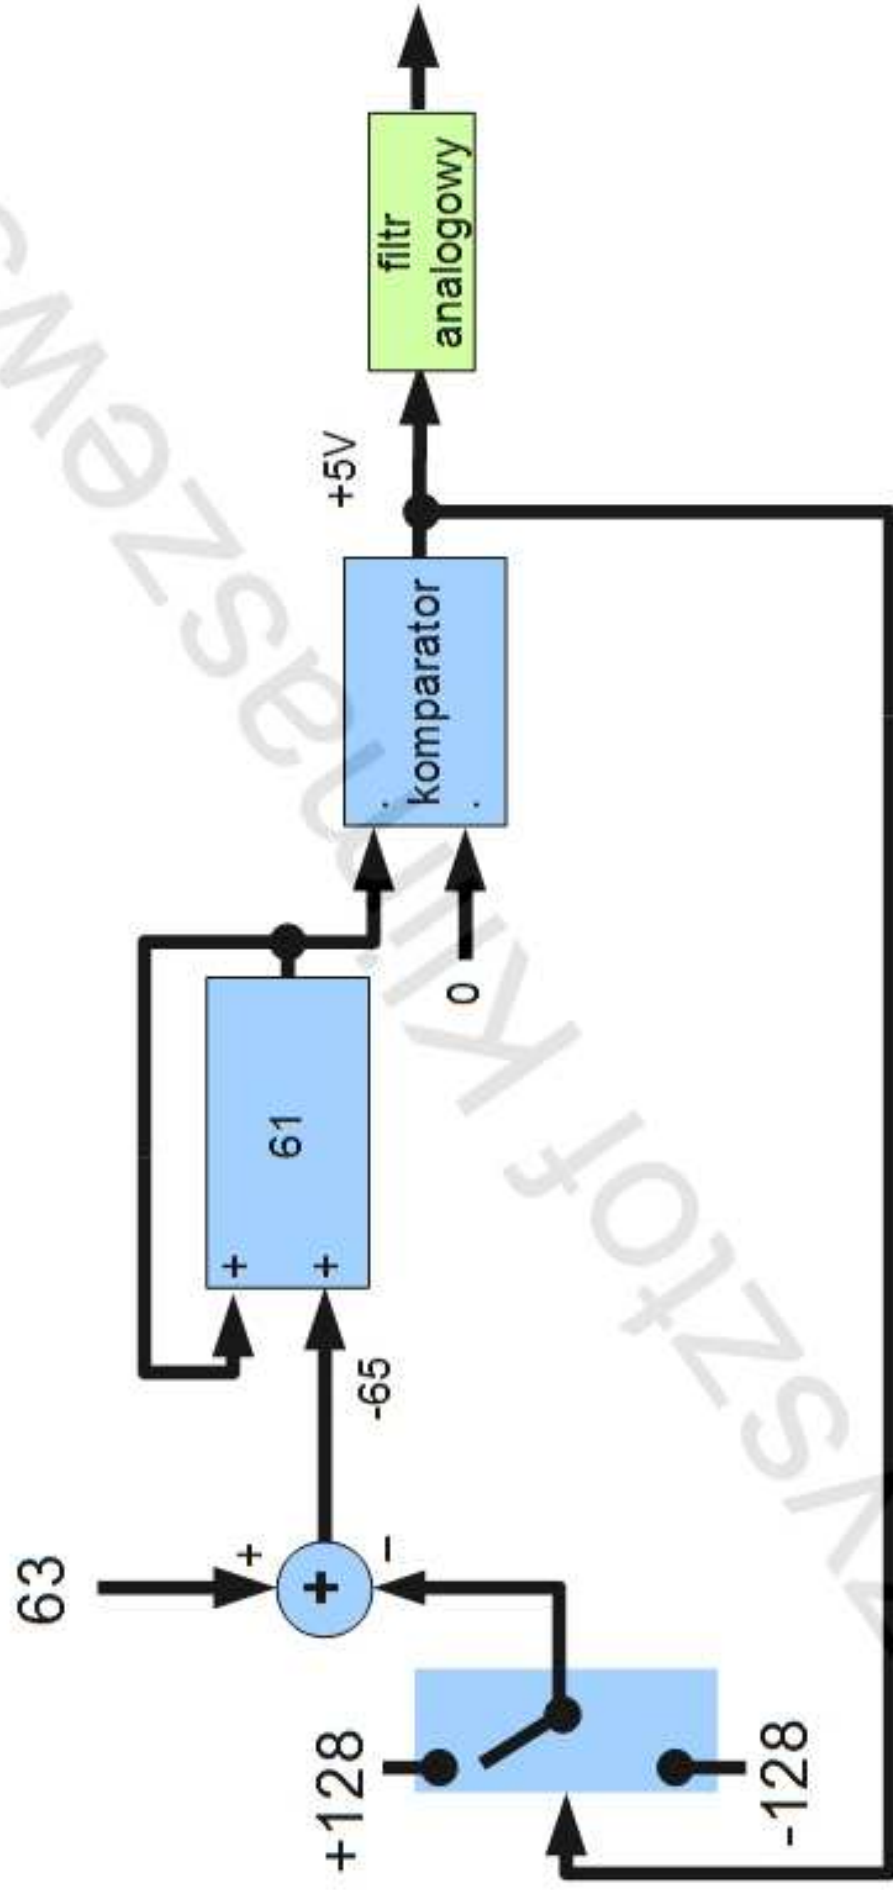 63
+
+
-
+128
-128
-65
+
+
61
0
komparator
+5V
filtr
analogowy